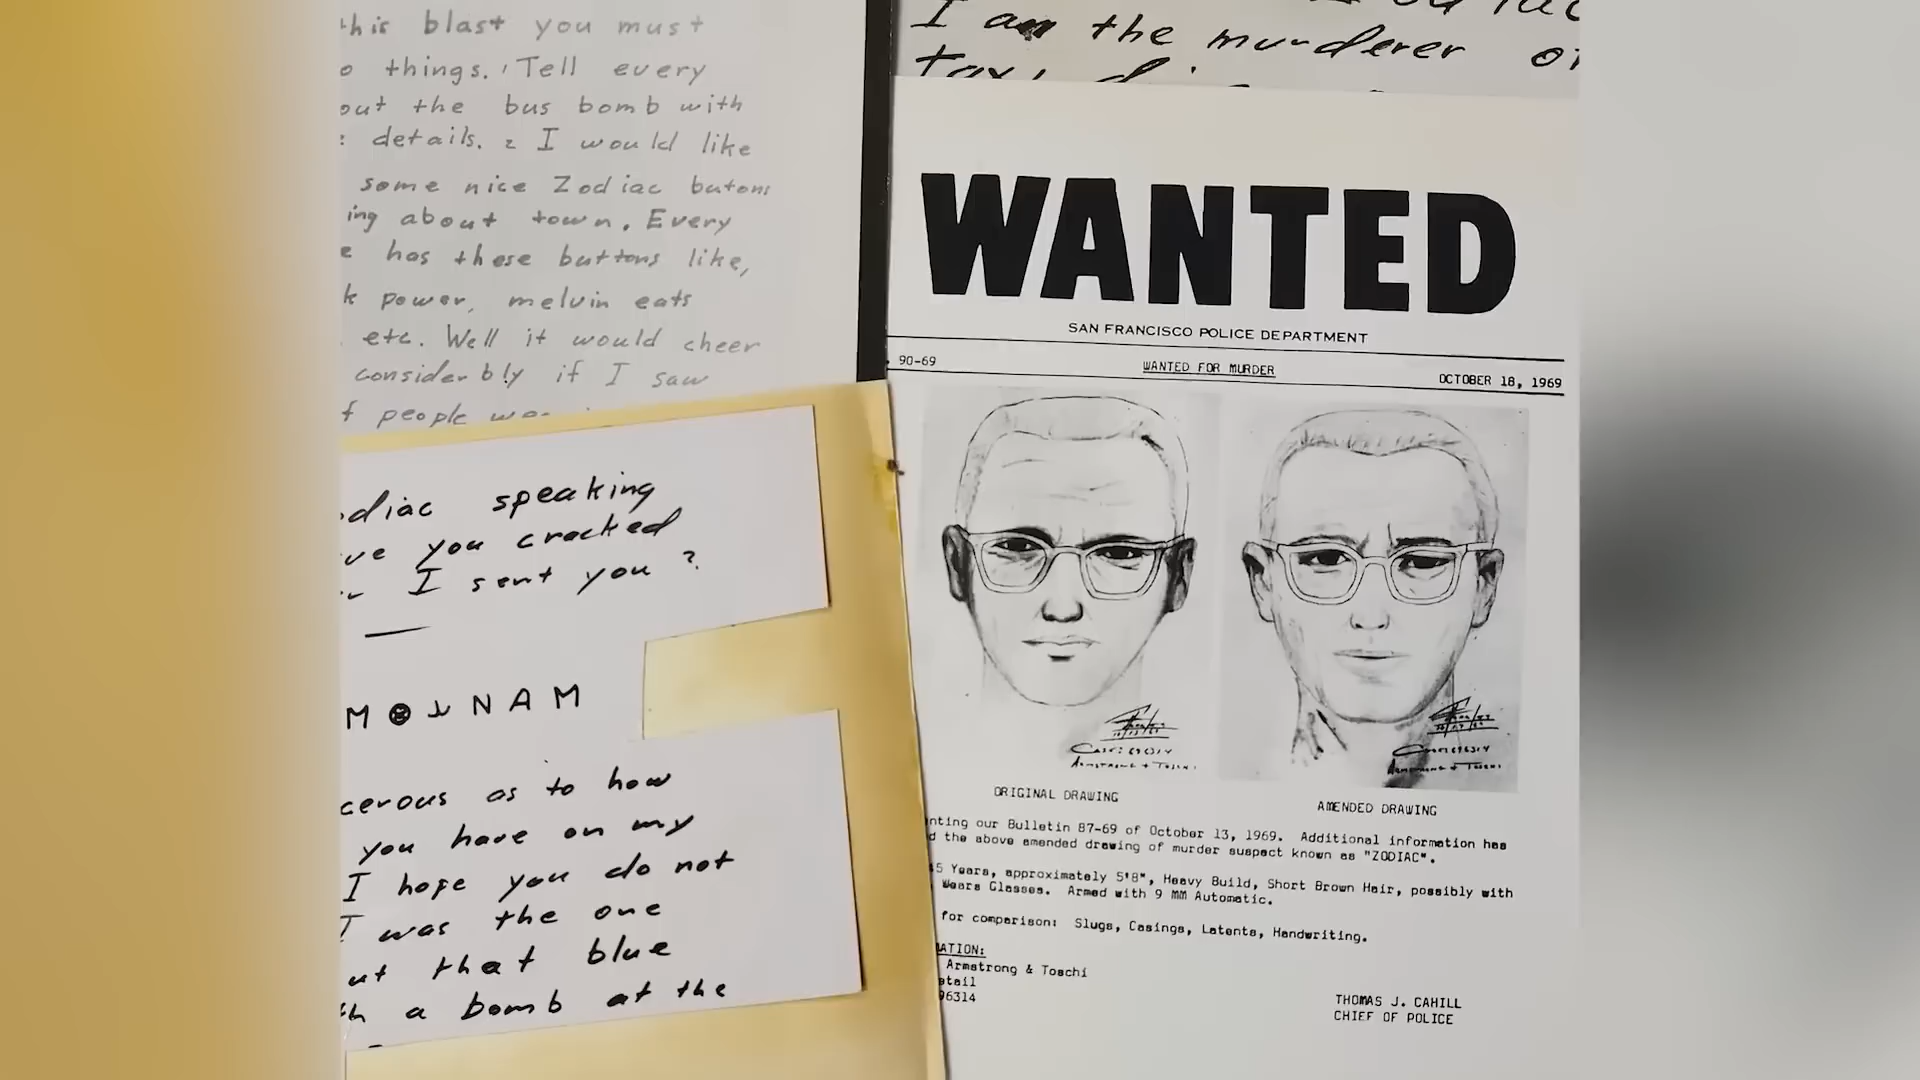 this blast you must
o things. 1 Tell every
out the bus bomb with
details. 2 I would like
some nice Zodiac butons
ing about town. Every
e has these buttons like,
k power, melvin eats
etc. Well it would cheer
considerbly if I saw
f people
odiac speaking
ve you cracked
I sent you ?
M NAM
cerous as to how
you have on my
I hope you do not
I was the one
ut that blue
th a bomb at the
I am the murderer
WANTED
SAN FRANCISCO POLICE DEPARTMENT
90-69 WANTED FOR MURDER OCTOBER 18, 1969
ORIGINAL DRAWING AMENDED DRAWING
nting our Bulletin 87-69 of October 13, 1969. Additional information has
d the above amended drawing of murder suspect known as "ZODIAC".
5 Years, approximately 5'8", Heavy Build, Short Brown Hair, possibly with
Wears Glasses. Armed with 9 MM Automatic.
for comparison: Slugs, Casings, Latents, Handwriting.
ATION:
Armstrong & Toschi
etail
96314
THOMAS J. CAHILL
CHIEF OF POLICE